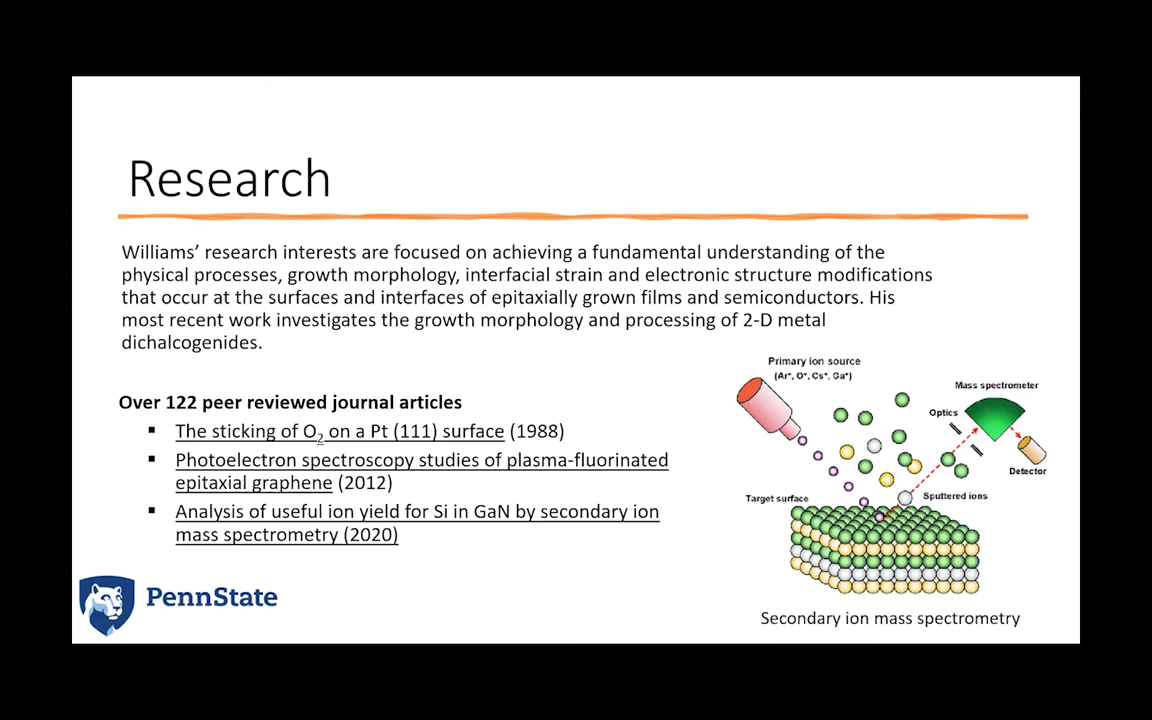 Research
Williams' research interests are focused on achieving a fundamental understanding of the
physical processes, growth morphology, interfacial strain and electronic structure modifications
that occur at the surfaces and interfaces of epitaxially grown films and semiconductors. His
most recent work investigates the growth morphology and processing of 2-D metal
dichalcogenides.
Over 122 peer reviewed journal articles
▪ The sticking of O₂ on a Pt (111) surface (1988)
▪ Photoelectron spectroscopy studies of plasma-fluorinated
epitaxial graphene (2012)
▪ Analysis of useful ion yield for Si in GaN by secondary ion
mass spectrometry (2020)
PennState
Primary ion source
(Ar⁺, O⁺, Cs⁺, Ga⁺)
Mass spectrometer
Optics
Detector
Sputtered ions
Target surface
Secondary ion mass spectrometry